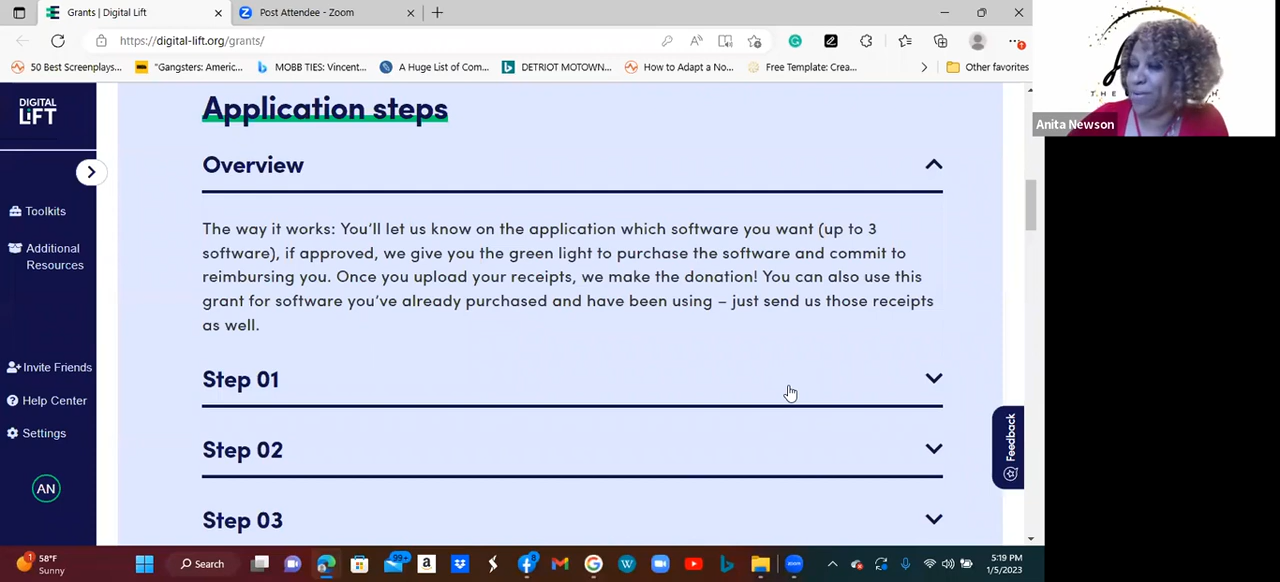 Grants | Digital Lift
Post Attendee - Zoom
https://digital-lift.org/grants/
50 Best Screenplays...
"Gangsters: Americ...
MOBB TIES: Vincent...
A Huge List of Com...
DETRIOT MOTOWN...
How to Adapt a No...
Free Template: Crea...
Other favorites
DIGITAL
LiFT
Toolkits
Additional
Resources
Invite Friends
Help Center
Settings
AN
Application steps
Overview
The way it works: You'll let us know on the application which software you want (up to 3
software), if approved, we give you the green light to purchase the software and commit to
reimbursing you. Once you upload your receipts, we make the donation! You can also use this
grant for software you've already purchased and have been using – just send us those receipts
as well.
Step 01
Step 02
Step 03
Feedback
Anita Newson
58°F
Sunny
Search
99+
8
5:19 PM
1/5/2023